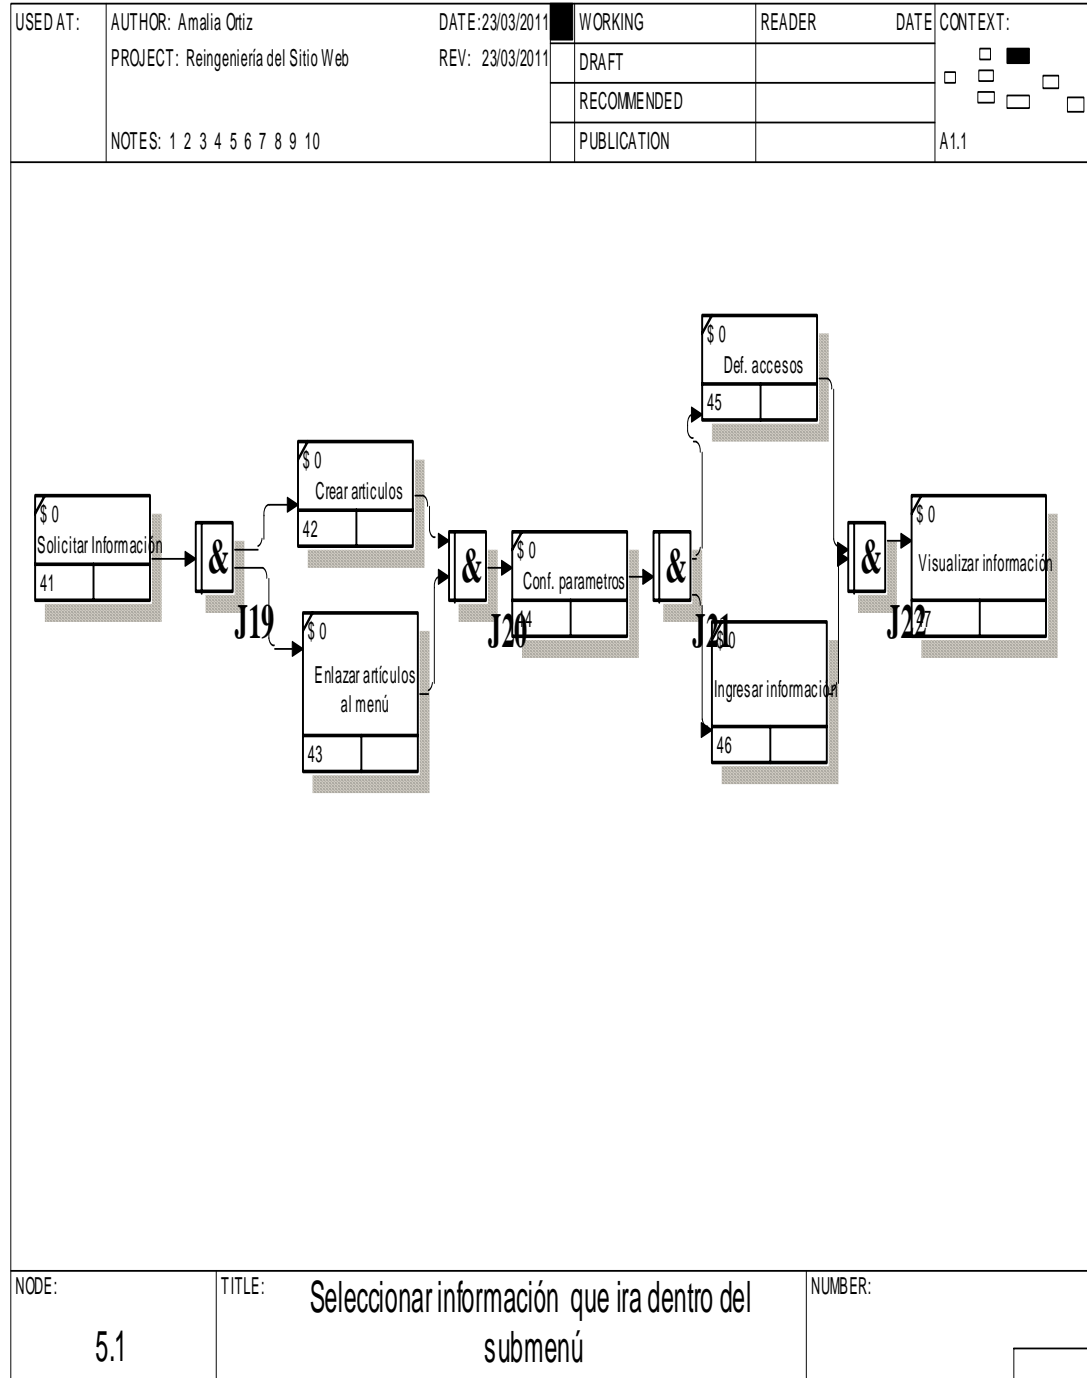 USED AT:
AUTHOR: Amalia Ortiz
DATE: 23/03/2011
PROJECT: Reingeniería del Sitio Web
REV: 23/03/2011
NOTES: 1 2 3 4 5 6 7 8 9 10
WORKING
DRAFT
RECOMMENDED
PUBLICATION
READER DATE
CONTEXT:
A1.1
$ 0
Solicitar Información
41
&
J19
$ 0
Crear articulos
42
$ 0
Enlazar artículos
al menú
43
&
J20
$ 0
Conf. parametros
44
&
J21
$ 0
Def. accesos
45
$ 0
Ingresar información
46
&
J22
$ 0
Visualizar información
47
NODE:
5.1
TITLE:
Seleccionar información que ira dentro del
submenú
NUMBER: